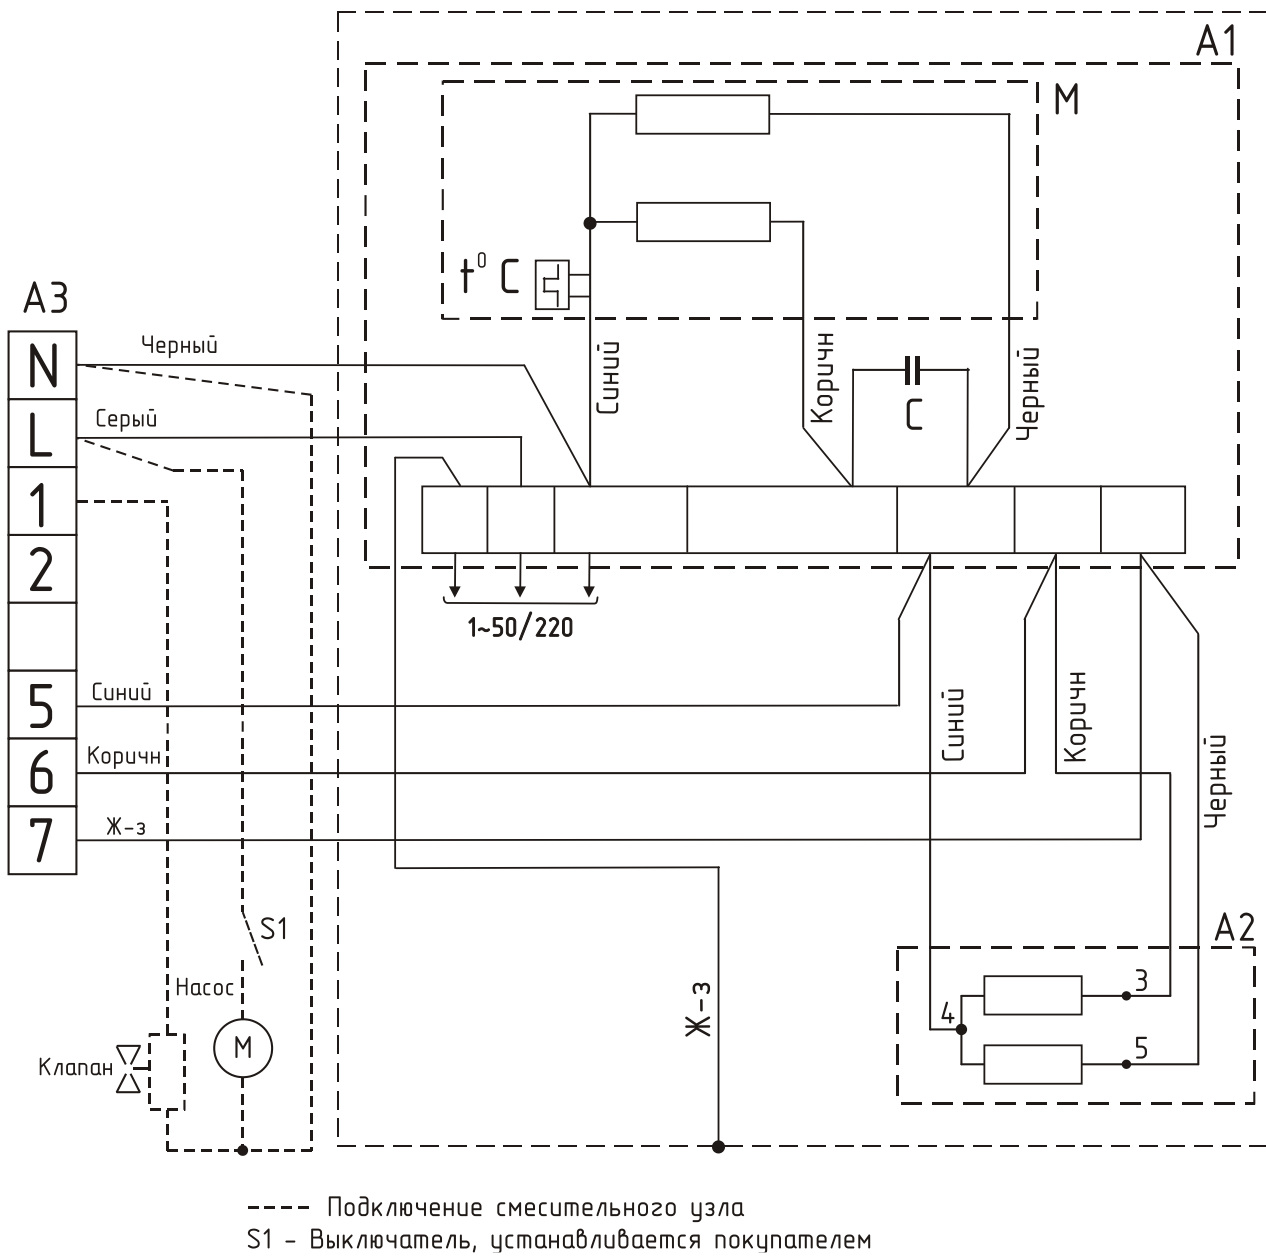 A1
M
t⁰ C
A3
N
Черный
L
Серый
1
2
5
Синий
6
Коричн
7
Ж-з
Синий
Коричн
C
Черный
1~50/220
Синий
Коричн
Черный
S1
Насос
M
Клапан
Ж-з
A2
3
4
5
Подключение смесительного узла
S1 - Выключатель, устанавливается покупателем